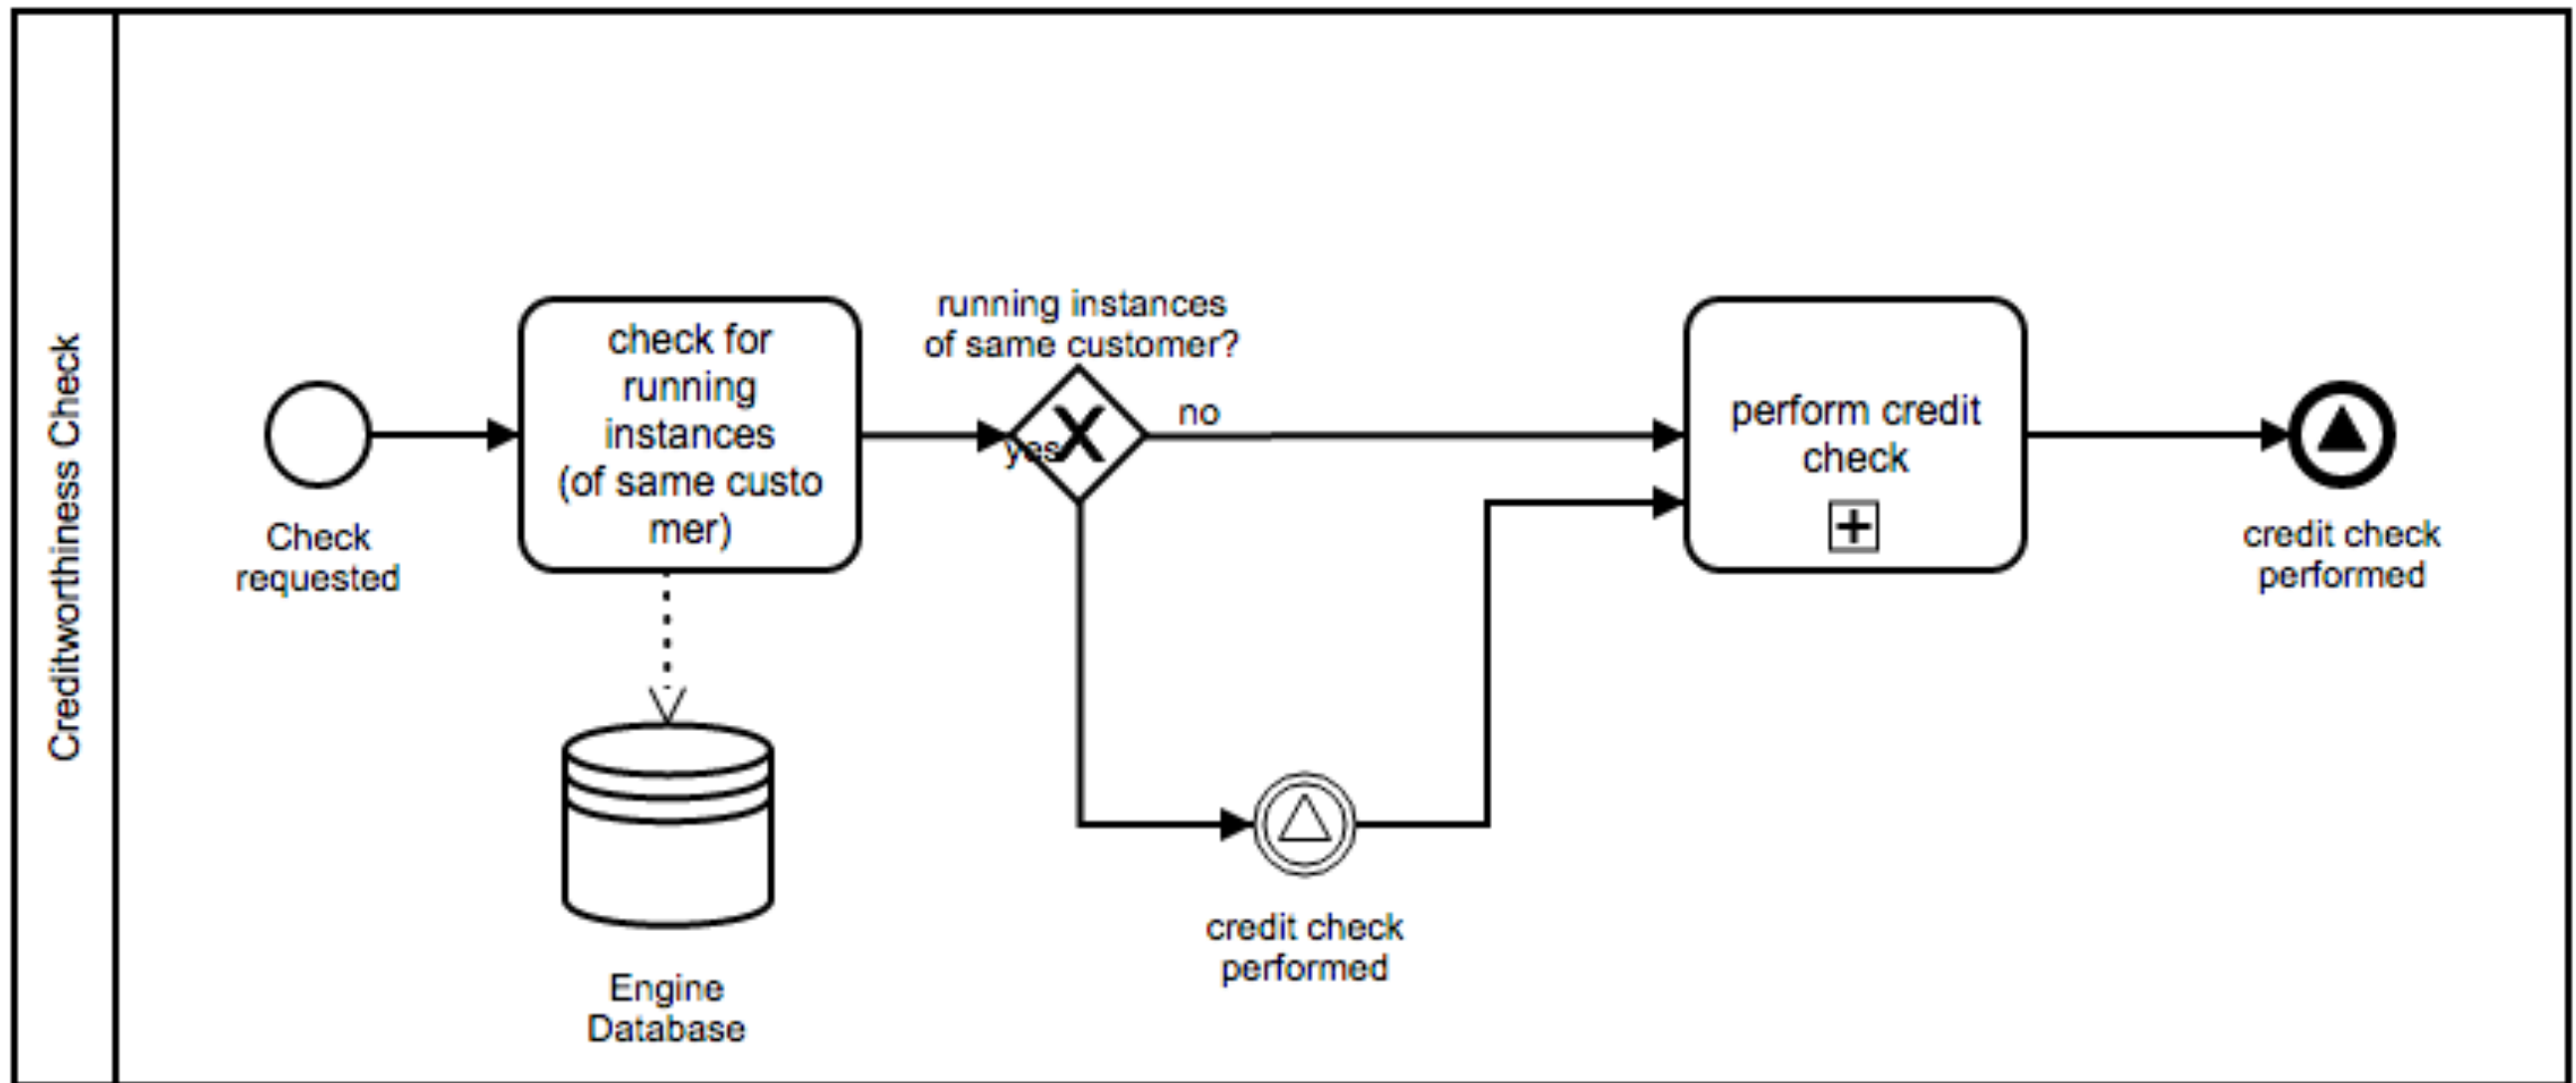 Creditworthiness Check
Check
requested
check for
running
instances
(of same custo
mer)
Engine
Database
running instances
of same customer?
yes
no
credit check
performed
perform credit
check
credit check
performed